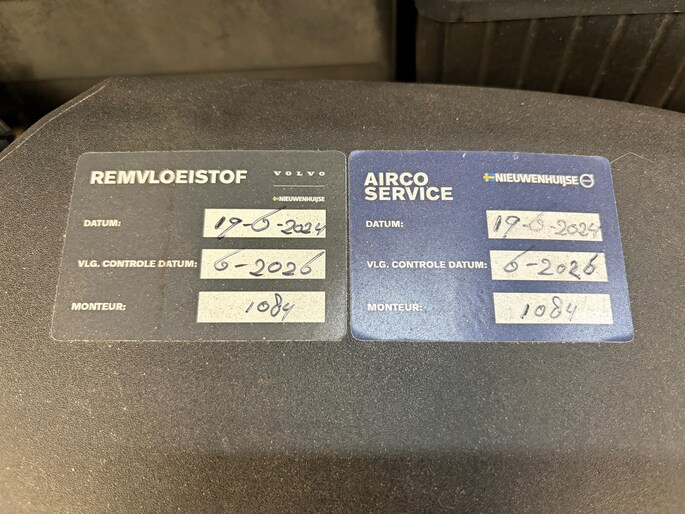 REMVLOEISTOF
VOLVO
NIEUWENHUIJSE
DATUM: 19-6-2024
VLG. CONTROLE DATUM: 6-2026
MONTEUR: 1084
AIRCO
SERVICE
NIEUWENHUIJSE
DATUM: 19-6-2024
VLG. CONTROLE DATUM: 6-2026
MONTEUR: 1084